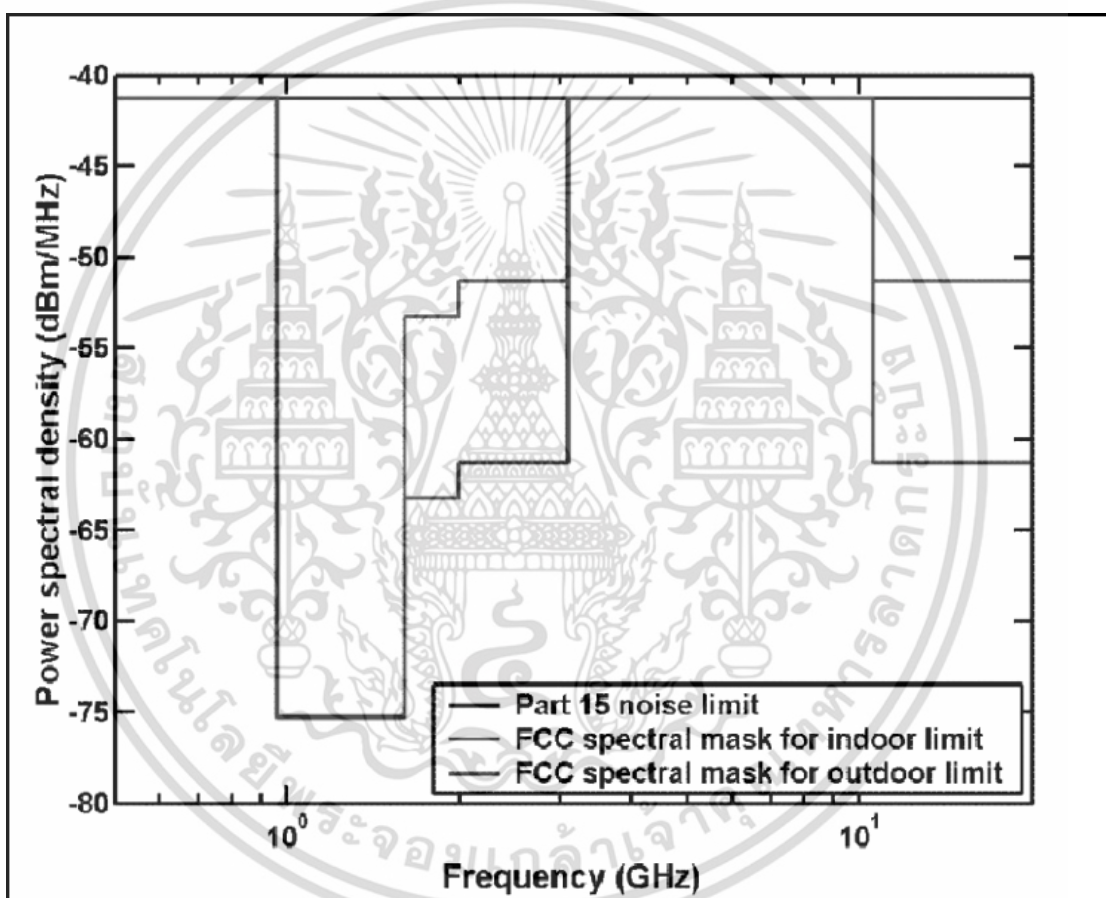 -40
-45
-50
-55
-60
-65
-70
-75
-80
Power spectral density (dBm/MHz)
Part 15 noise limit
FCC spectral mask for indoor limit
FCC spectral mask for outdoor limit
10⁰
10¹
Frequency (GHz)